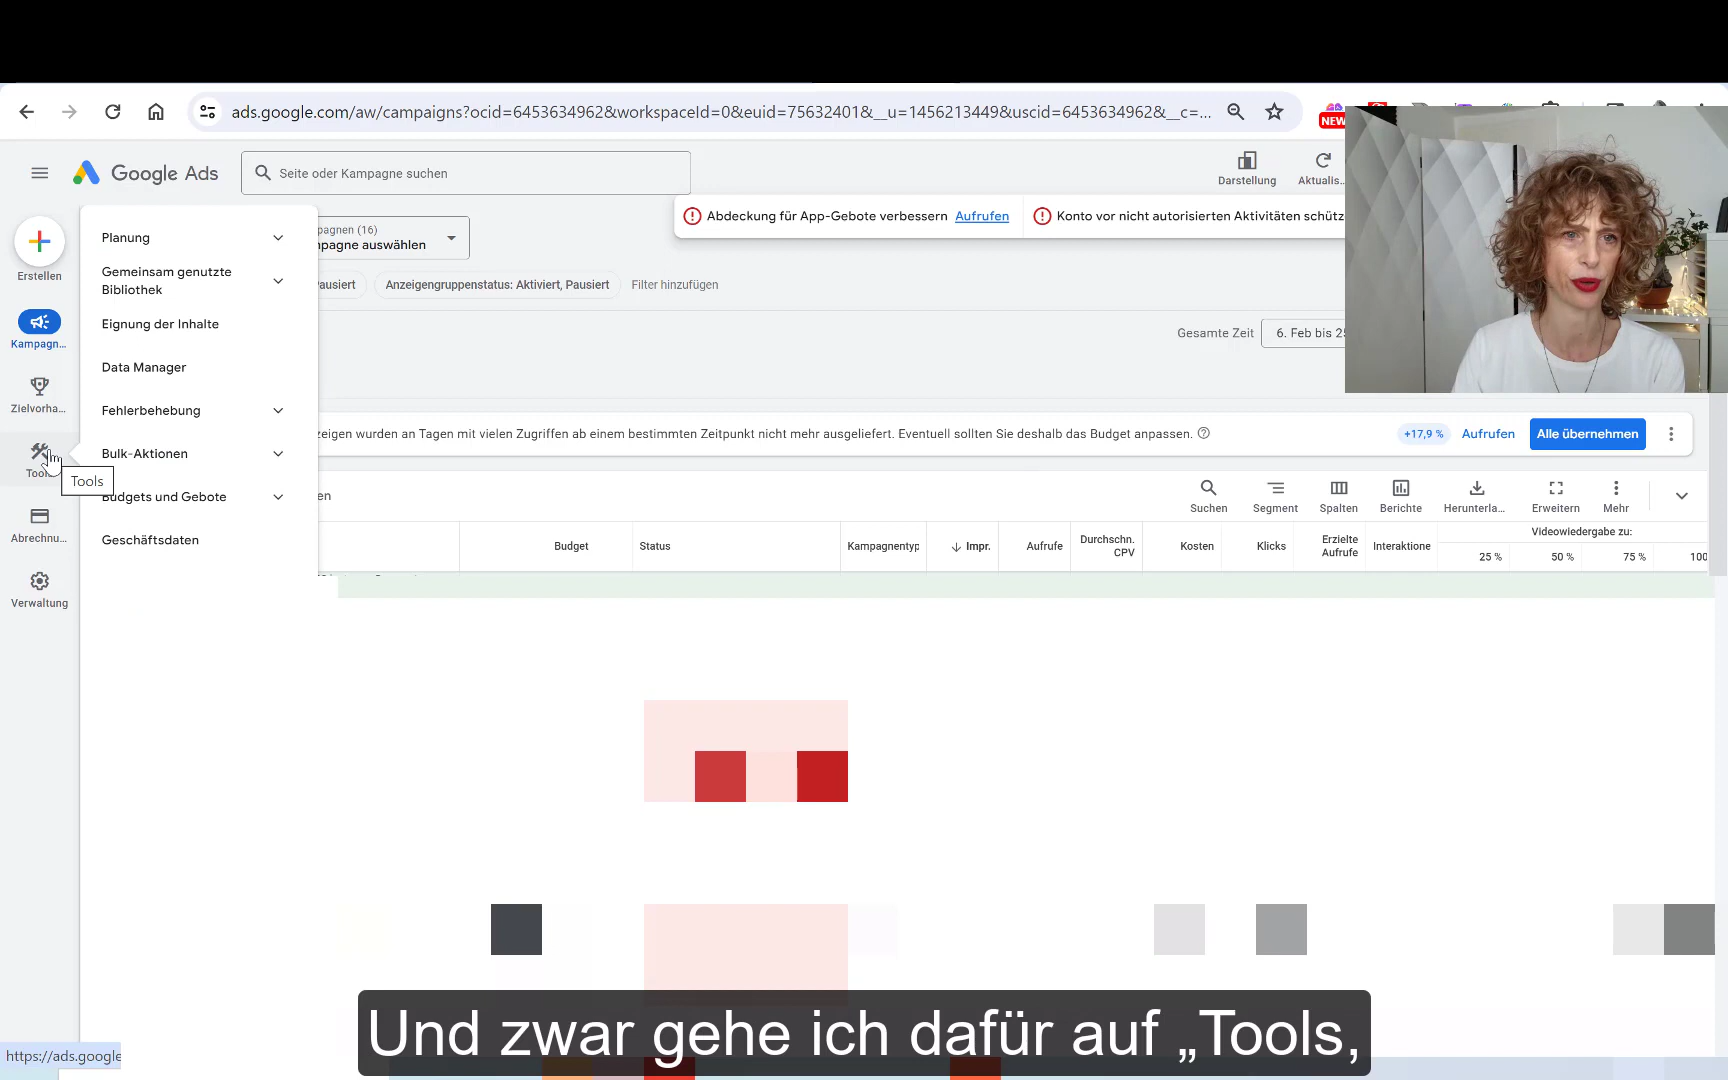 ads.google.com/aw/campaigns?ocid=6453634962&workspaceId=0&euid=75632401&__u=1456213449&uscid=6453634962&__c=...
NEW
Google Ads
Seite oder Kampagne suchen
Darstellung
Aktualis...
Abdeckung für App-Gebote verbessern Aufrufen
Konto vor nicht autorisierten Aktivitäten schütze
Erstellen
Kampagn...
Zielvorha...
Tools
Abrechnu...
Verwaltung
Planung
Gemeinsam genutzte
Bibliothek
Eignung der Inhalte
Data Manager
Fehlerbehebung
Bulk-Aktionen
Budgets und Gebote
Geschäftsdaten
Tools
pagnen (16)
npagne auswählen
ausiert
Anzeigengruppenstatus: Aktiviert, Pausiert
Filter hinzufügen
Gesamte Zeit
6. Feb bis 25
zeigen wurden an Tagen mit vielen Zugriffen ab einem bestimmten Zeitpunkt nicht mehr ausgeliefert. Eventuell sollten Sie deshalb das Budget anpassen.
+17,9 %
Aufrufen
Alle übernehmen
en
Suchen
Segment
Spalten
Berichte
Herunterla...
Erweitern
Mehr
Budget
Status
Kampagnentyp
Impr.
Aufrufe
Durchschn.
CPV
Kosten
Klicks
Erzielte
Aufrufe
Interaktione
Videowiedergabe zu:
25 %
50 %
75 %
100
Und zwar gehe ich dafür auf „Tools,
https://ads.google